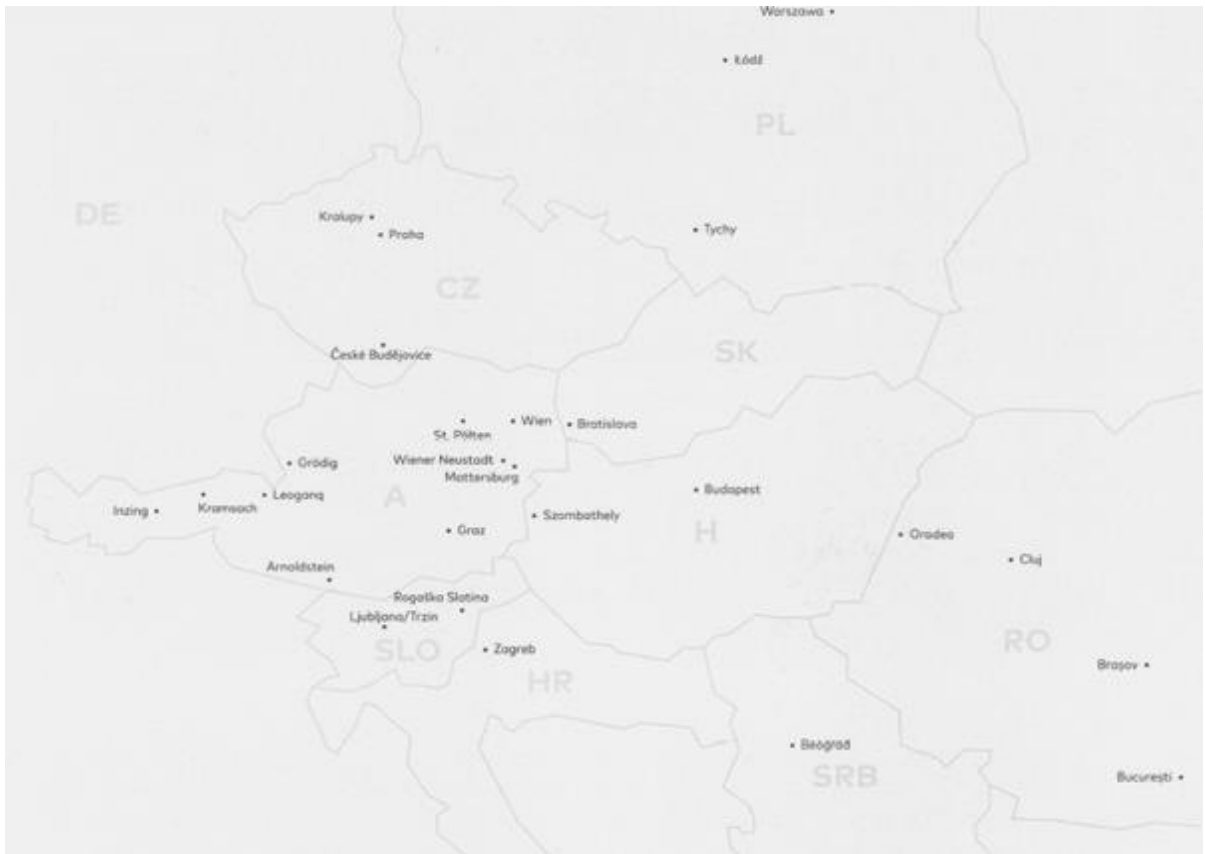 Warszawa
Łódź
PL
DE
Kralupy
Praha
Tychy
CZ
SK
České Budějovice
Wien
Bratislava
St. Pölten
Wiener Neustadt
Mattersburg
Grödig
Leogang
Kramsach
Inzing
A
Budapest
Szombathely
Graz
H
Oradea
Cluj
Arnoldstein
Rogaška Slatina
Ljubljana/Trzin
SLO
Zagreb
HR
RO
Brașov
Beograd
SRB
București